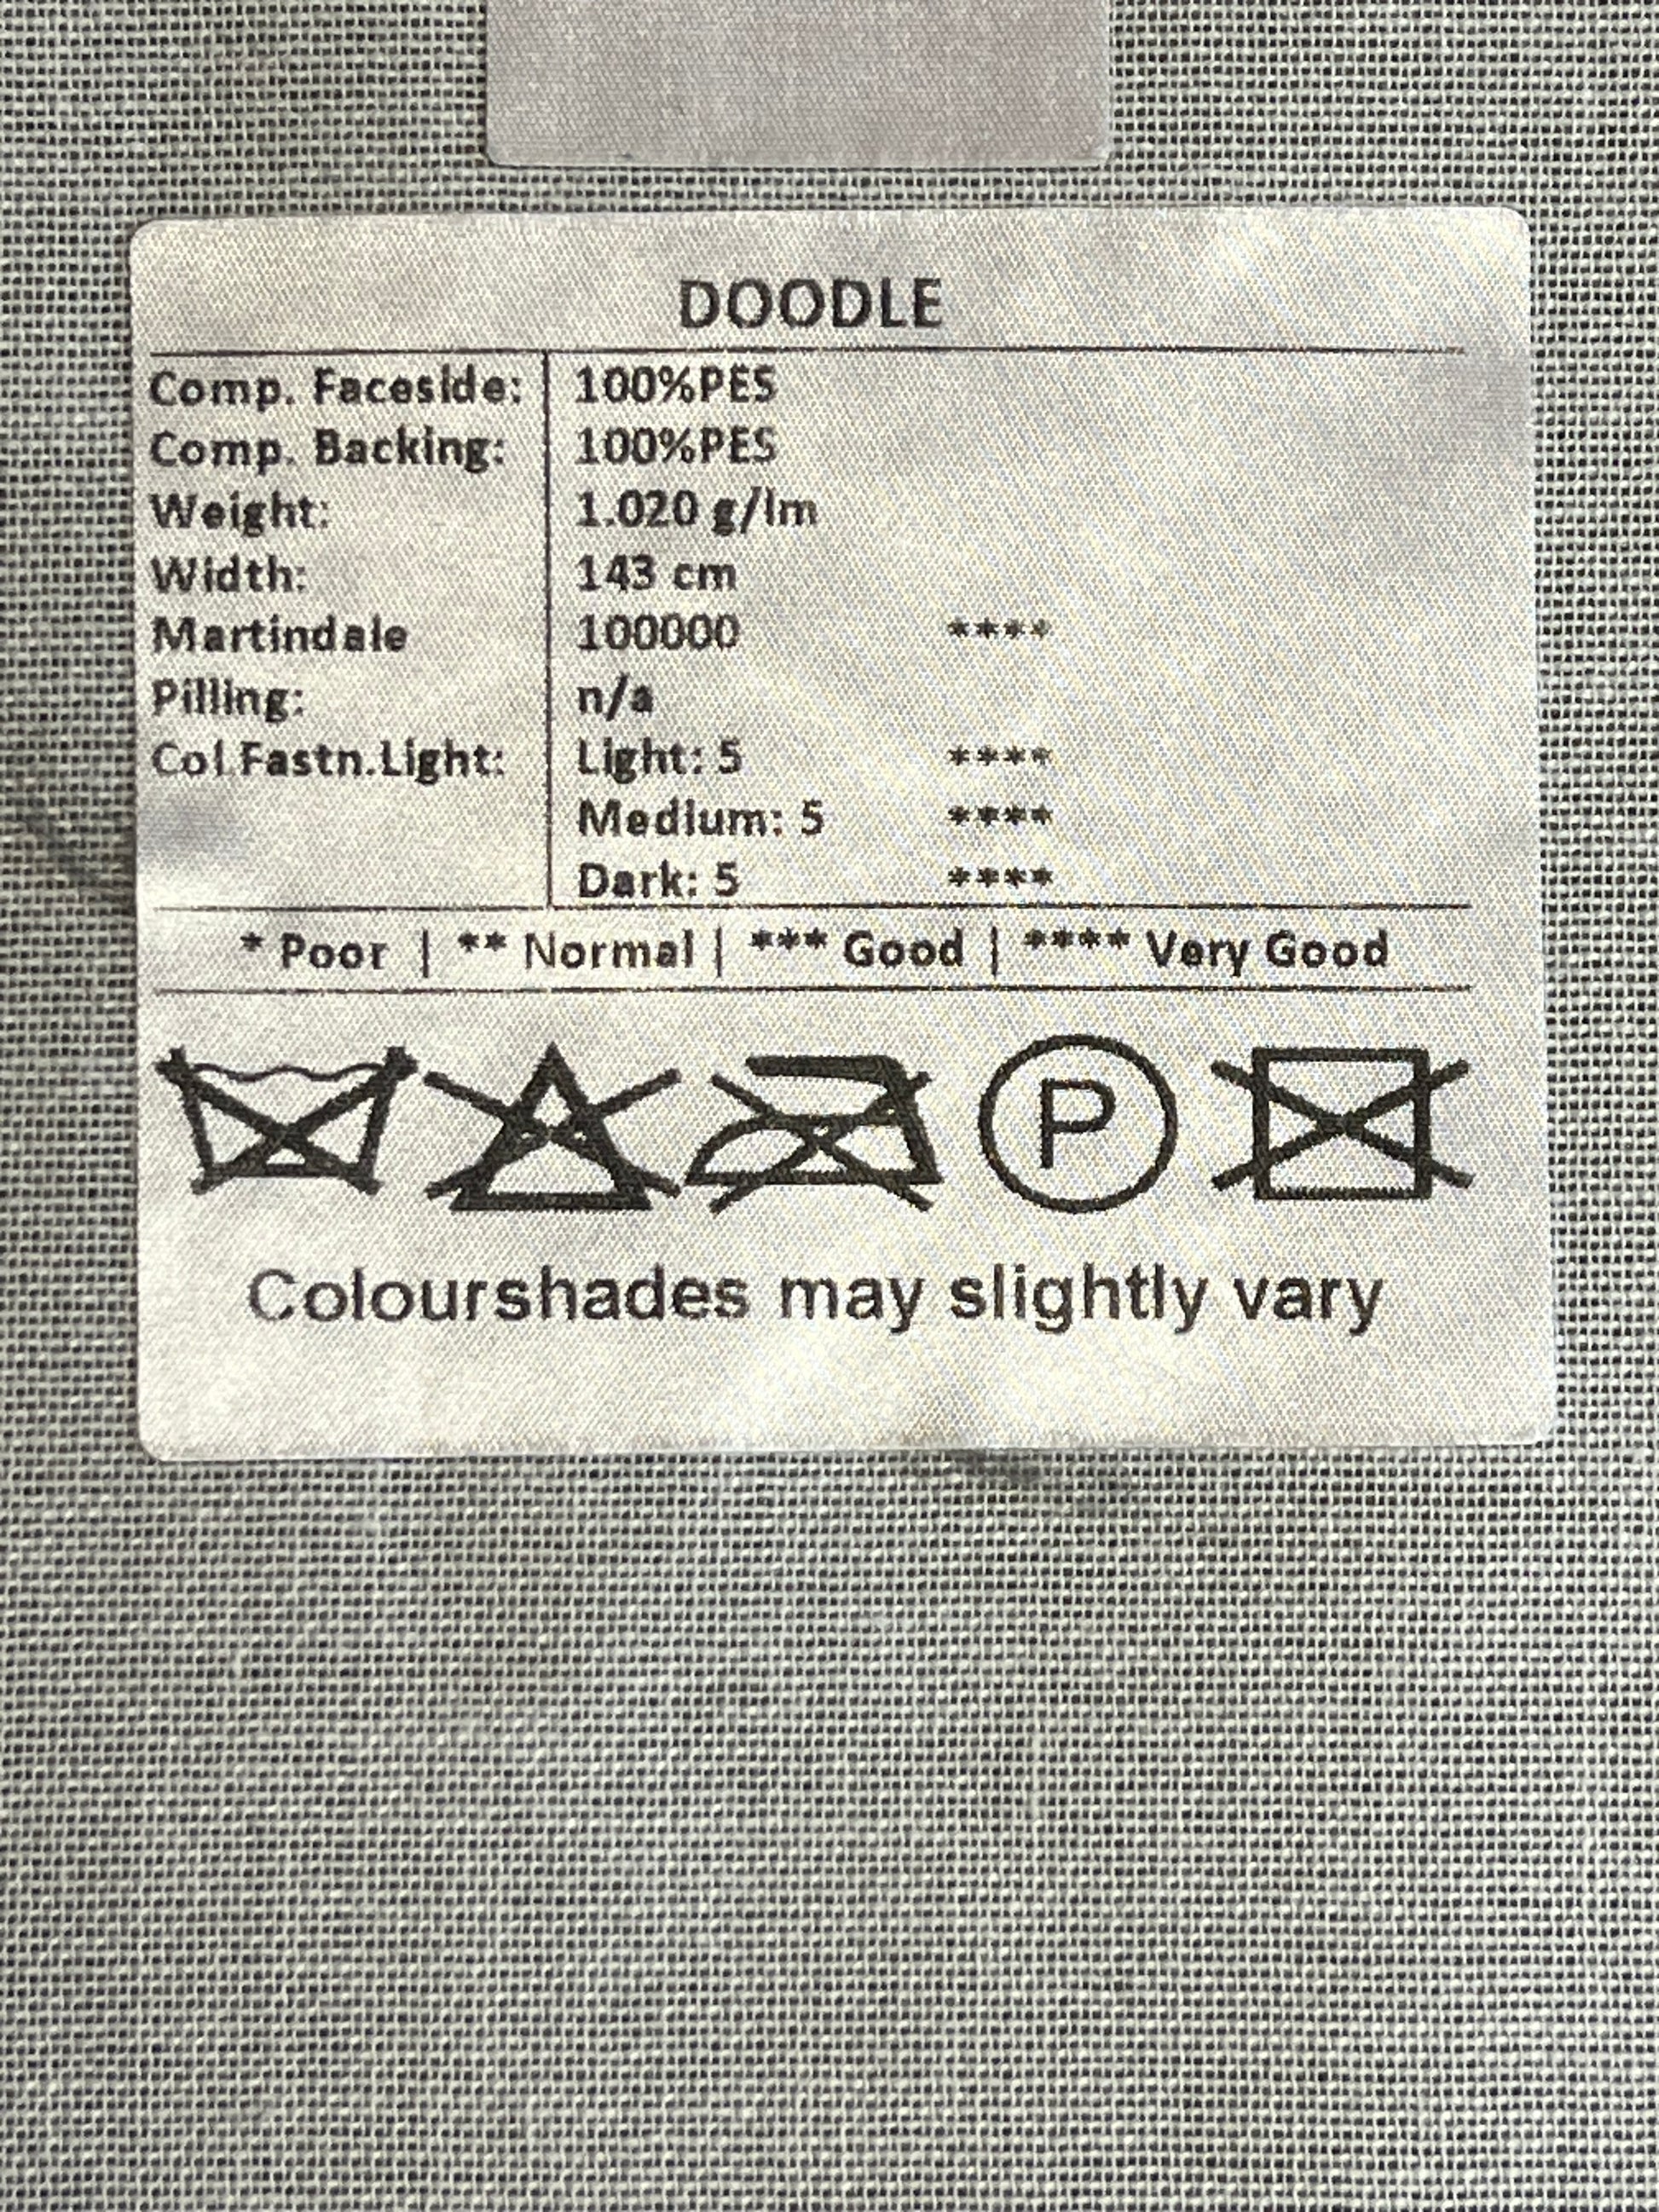 DOODLE
Comp. Faceside: 100%PES
Comp. Backing: 100%PES
Weight: 1.020 g/lm
Width: 143 cm
Martindale 100000 ****
Pilling: n/a
Col.Fastn.Light: Light: 5 ****
Medium: 5 ****
Dark: 5 ****
* Poor | ** Normal | *** Good | **** Very Good
P
Colourshades may slightly vary